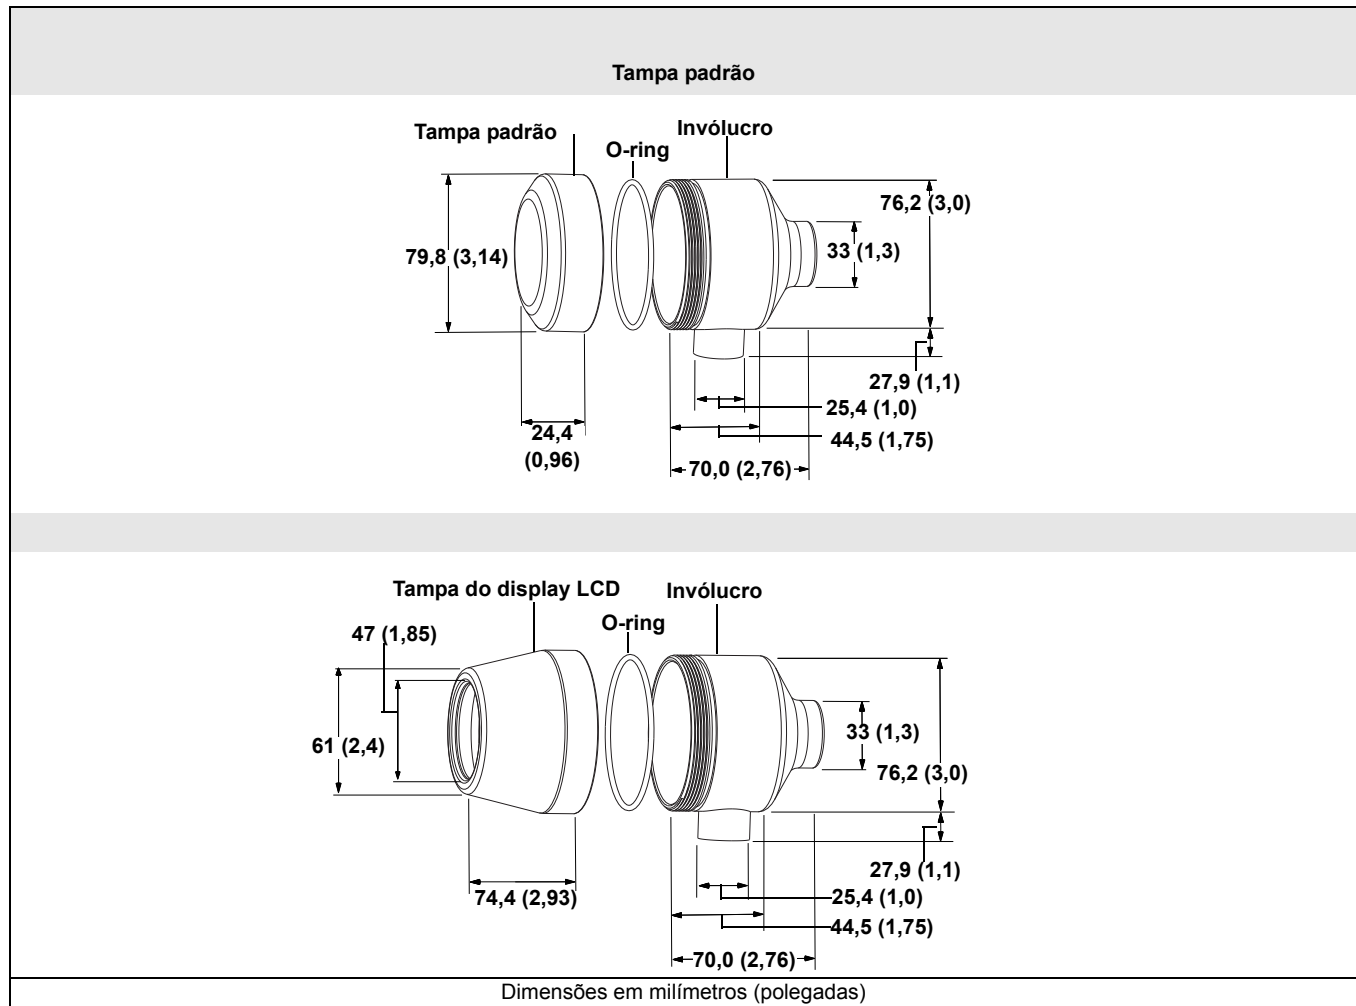 Tampa padrão
Tampa padrão
Invólucro
O-ring
76,2 (3,0)
79,8 (3,14)
33 (1,3)
27,9 (1,1)
25,4 (1,0)
24,4
(0,96)
44,5 (1,75)
70,0 (2,76)
Tampa do display LCD
Invólucro
O-ring
47 (1,85)
61 (2,4)
33 (1,3)
76,2 (3,0)
27,9 (1,1)
74,4 (2,93)
25,4 (1,0)
44,5 (1,75)
70,0 (2,76)
Dimensões em milímetros (polegadas)